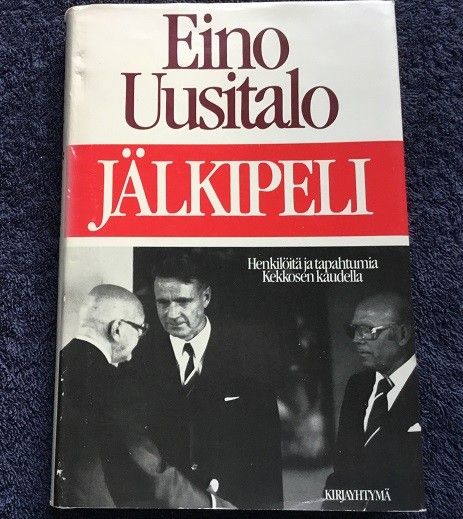 Eino
Uusitalo
JÄLKIPELI
Henkilöitä ja tapahtumia
Kekkosen kaudella
KIRJAYHTYMÄ